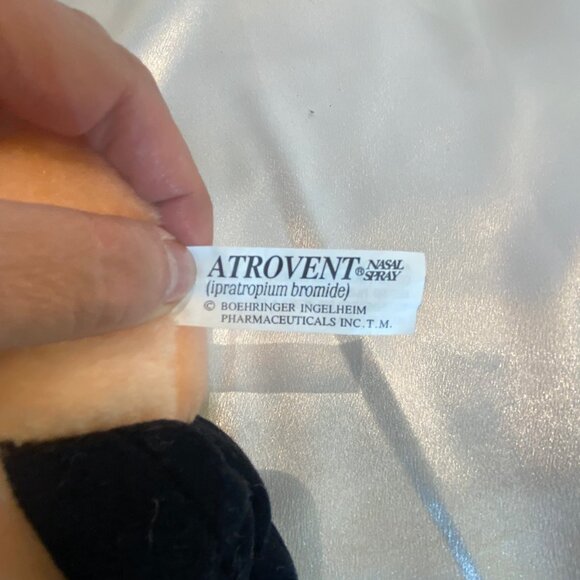 ATROVENT® NASAL SPRAY
(ipratropium bromide)
© BOEHRINGER INGELHEIM
PHARMACEUTICALS INC.T.M.